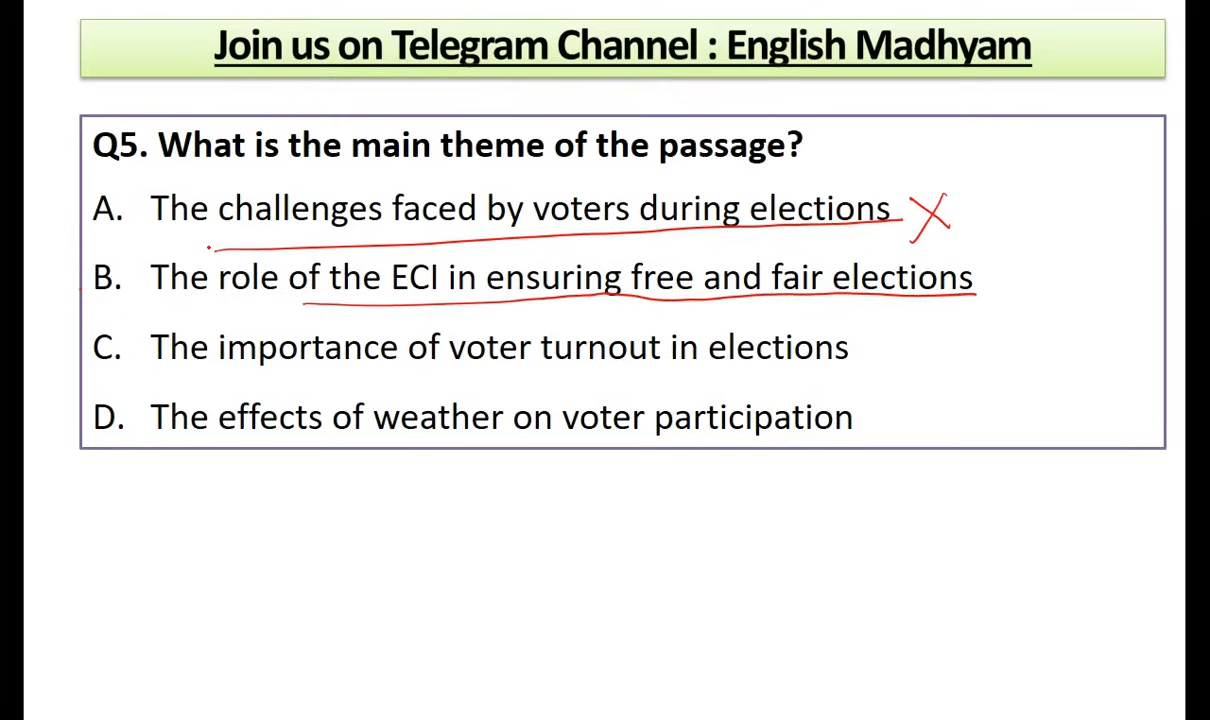 Join us on Telegram Channel : English Madhyam
Q5. What is the main theme of the passage?
A. The challenges faced by voters during elections
B. The role of the ECI in ensuring free and fair elections
C. The importance of voter turnout in elections
D. The effects of weather on voter participation